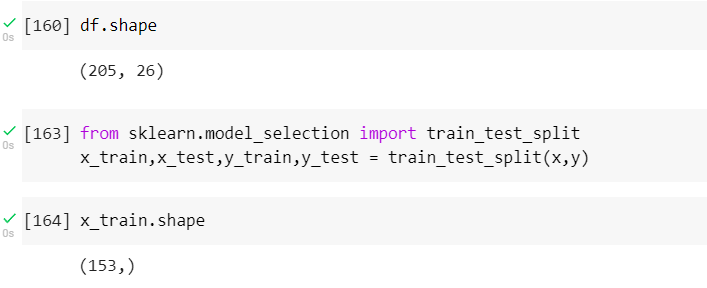 [160] df.shape
0s
(205, 26)
[163] from sklearn.model_selection import train_test_split
0s
x_train,x_test,y_train,y_test = train_test_split(x,y)
[164] x_train.shape
0s
(153,)